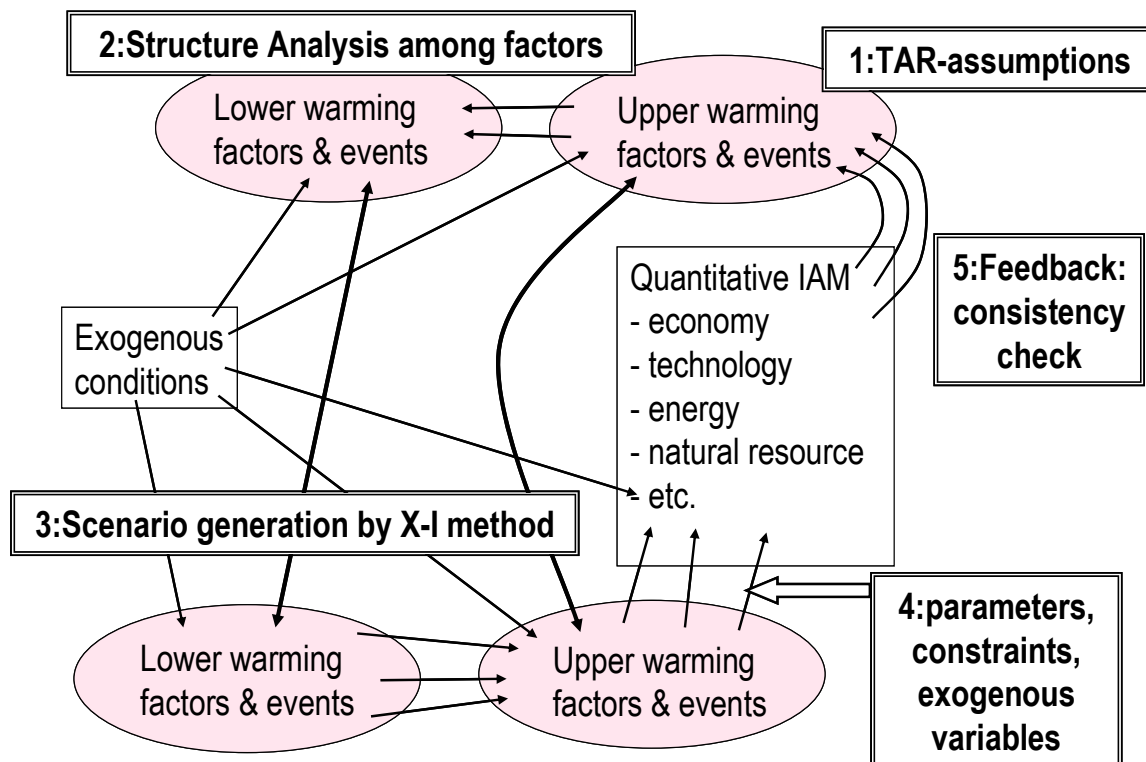 2:Structure Analysis among factors
1:TAR-assumptions
Lower warming
factors & events
Upper warming
factors & events
Quantitative IAM
- economy
- technology
- energy
- natural resource
- etc.
5:Feedback:
consistency
check
Exogenous
conditions
3:Scenario generation by X-I method
Lower warming
factors & events
Upper warming
factors & events
4:parameters,
constraints,
exogenous
variables